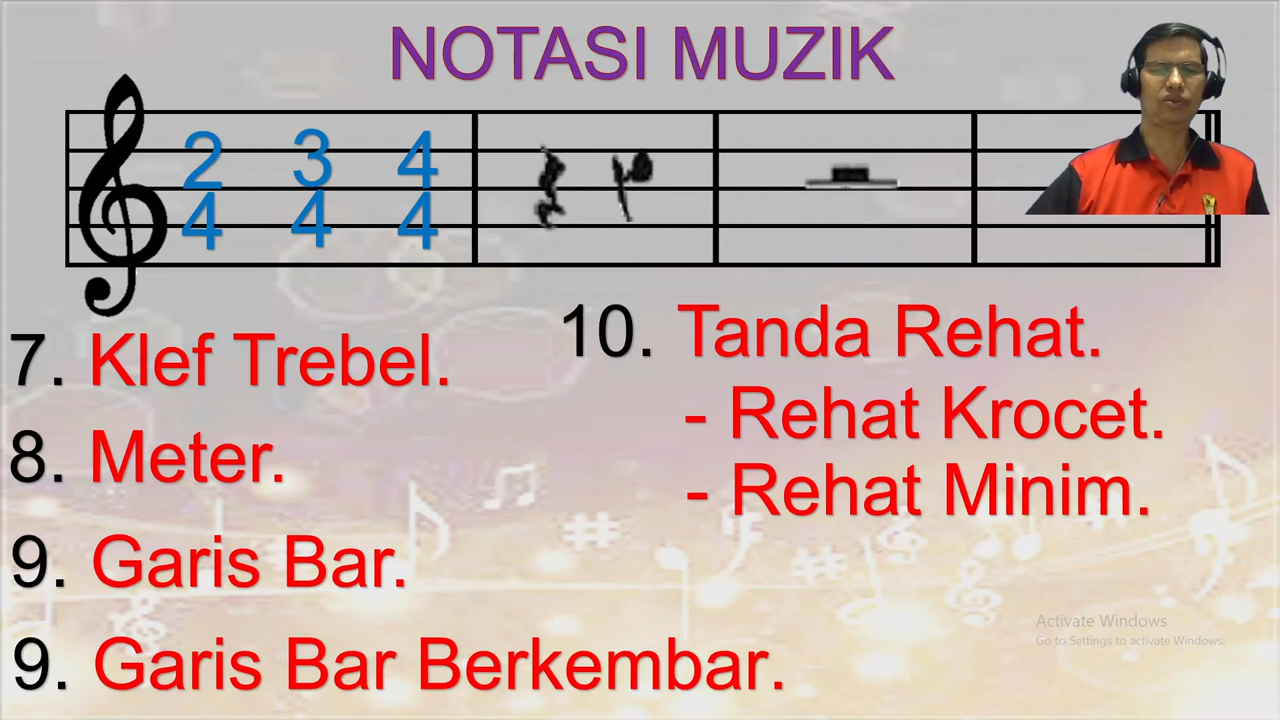 NOTASI MUZIK
2 3 4
4 4 4
7. Klef Trebel.
8. Meter.
9. Garis Bar.
9. Garis Bar Berkembar.
10. Tanda Rehat.
- Rehat Krocet.
- Rehat Minim.
Activate Windows
Go to Settings to activate Windows.